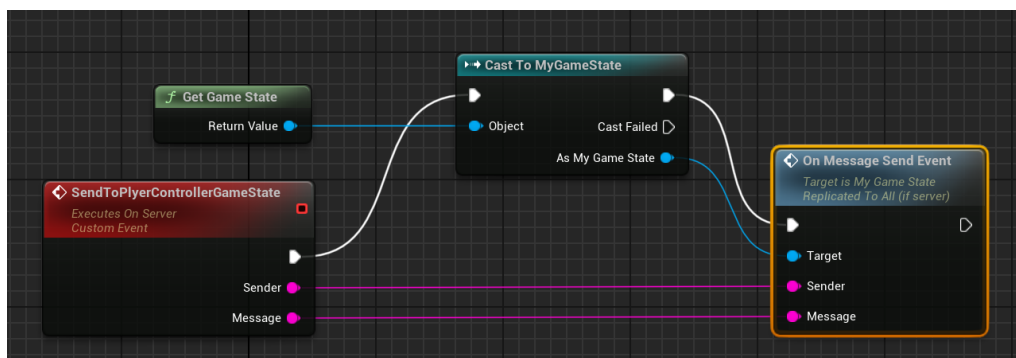 Get Game State
Return Value
SendToPlyerControllerGameState
Executes On Server
Custom Event
Sender
Message
Cast To MyGameState
Object
Cast Failed
As My Game State
On Message Send Event
Target is My Game State
Replicated To All (if server)
Target
Sender
Message